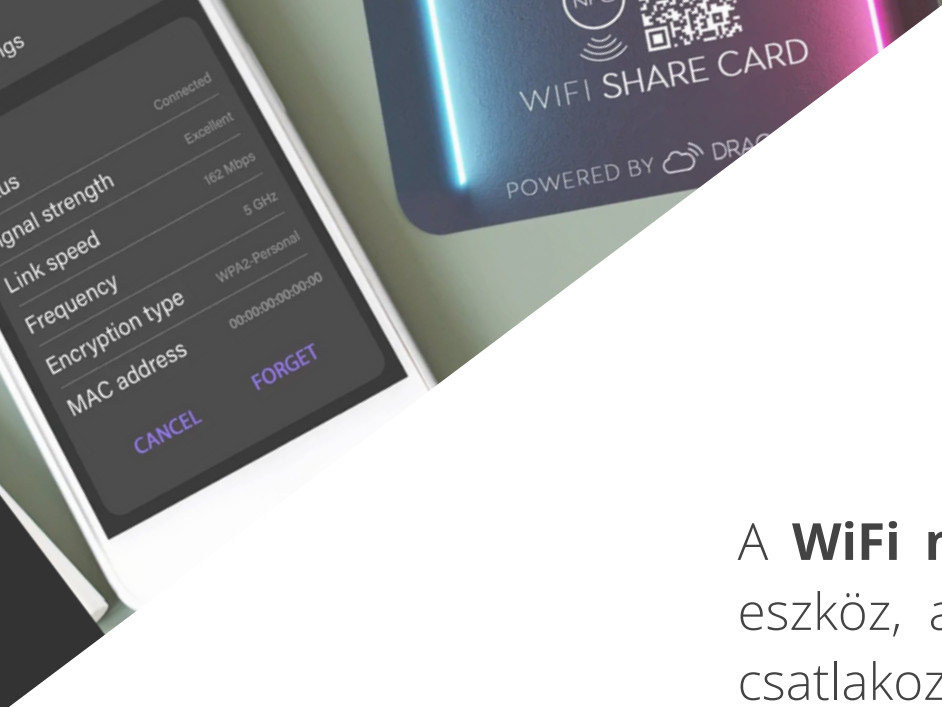 Connected
Excellent
Signal strength
162 Mbps
Link speed
5 GHz
Frequency
WPA2-Personal
Encryption type
00:00:00:00:00:00
MAC address
CANCEL
FORGET
NFC
WIFI SHARE CARD
POWERED BY
A WiFi
eszköz,